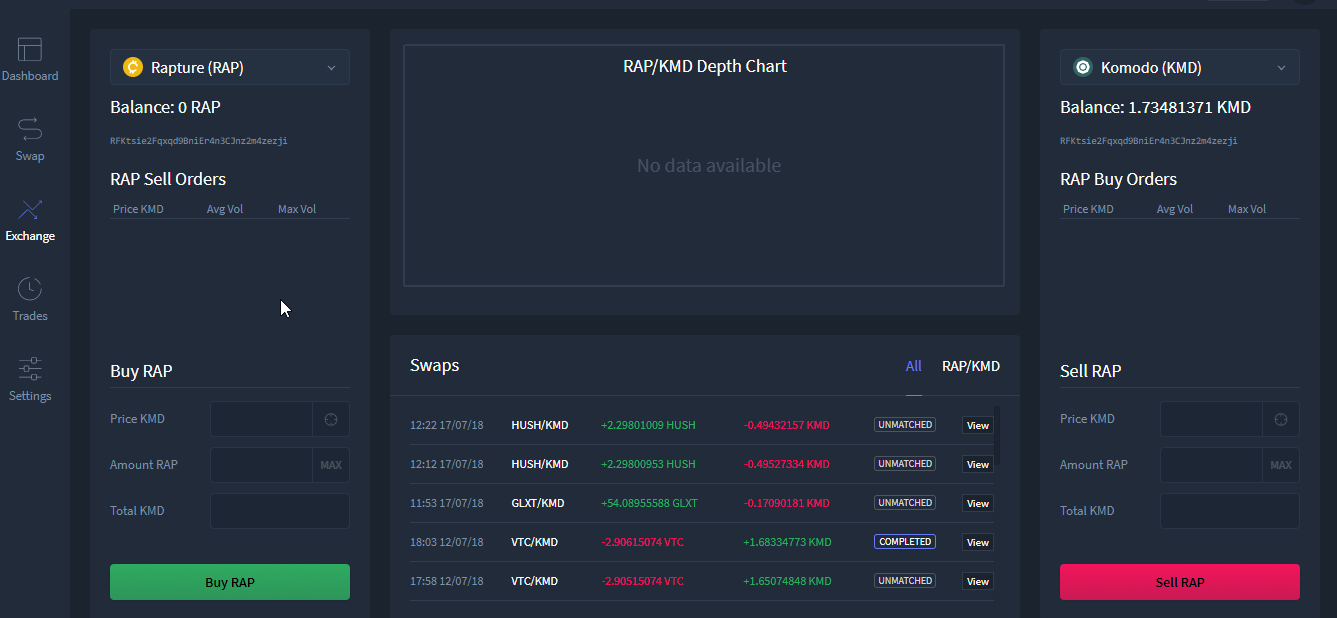 Dashboard
Swap
Exchange
Trades
Settings
Rapture (RAP)
Balance: 0 RAP
RFKtsie2Fqxqd9BniEr4n3CJnz2m4zezji
RAP Sell Orders
Price KMD Avg Vol Max Vol
Buy RAP
Price KMD
Amount RAP MAX
Total KMD
Buy RAP
RAP/KMD Depth Chart
No data available
Swaps All RAP/KMD
12:22 17/07/18 HUSH/KMD +2.29801009 HUSH -0.49432157 KMD UNMATCHED View
12:12 17/07/18 HUSH/KMD +2.29800953 HUSH -0.49527334 KMD UNMATCHED View
11:53 17/07/18 GLXT/KMD +54.08955588 GLXT -0.17090181 KMD UNMATCHED View
18:03 12/07/18 VTC/KMD -2.90615074 VTC +1.68334773 KMD COMPLETED View
17:58 12/07/18 VTC/KMD -2.90515074 VTC +1.65074848 KMD UNMATCHED View
Komodo (KMD)
Balance: 1.73481371 KMD
RFKtsie2Fqxqd9BniEr4n3CJnz2m4zezji
RAP Buy Orders
Price KMD Avg Vol Max Vol
Sell RAP
Price KMD
Amount RAP MAX
Total KMD
Sell RAP